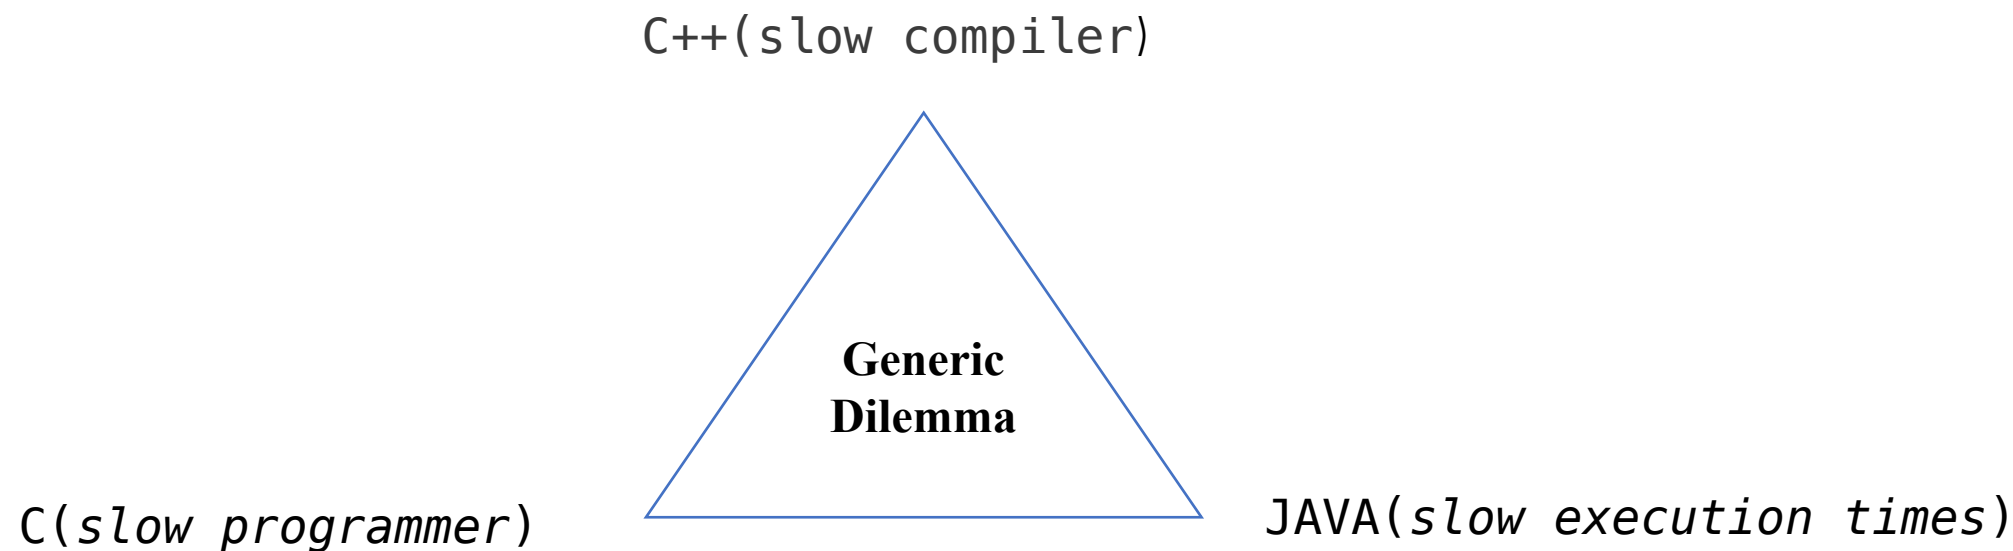 C++(slow compiler)
Generic
Dilemma
C(slow programmer)
JAVA(slow execution times)